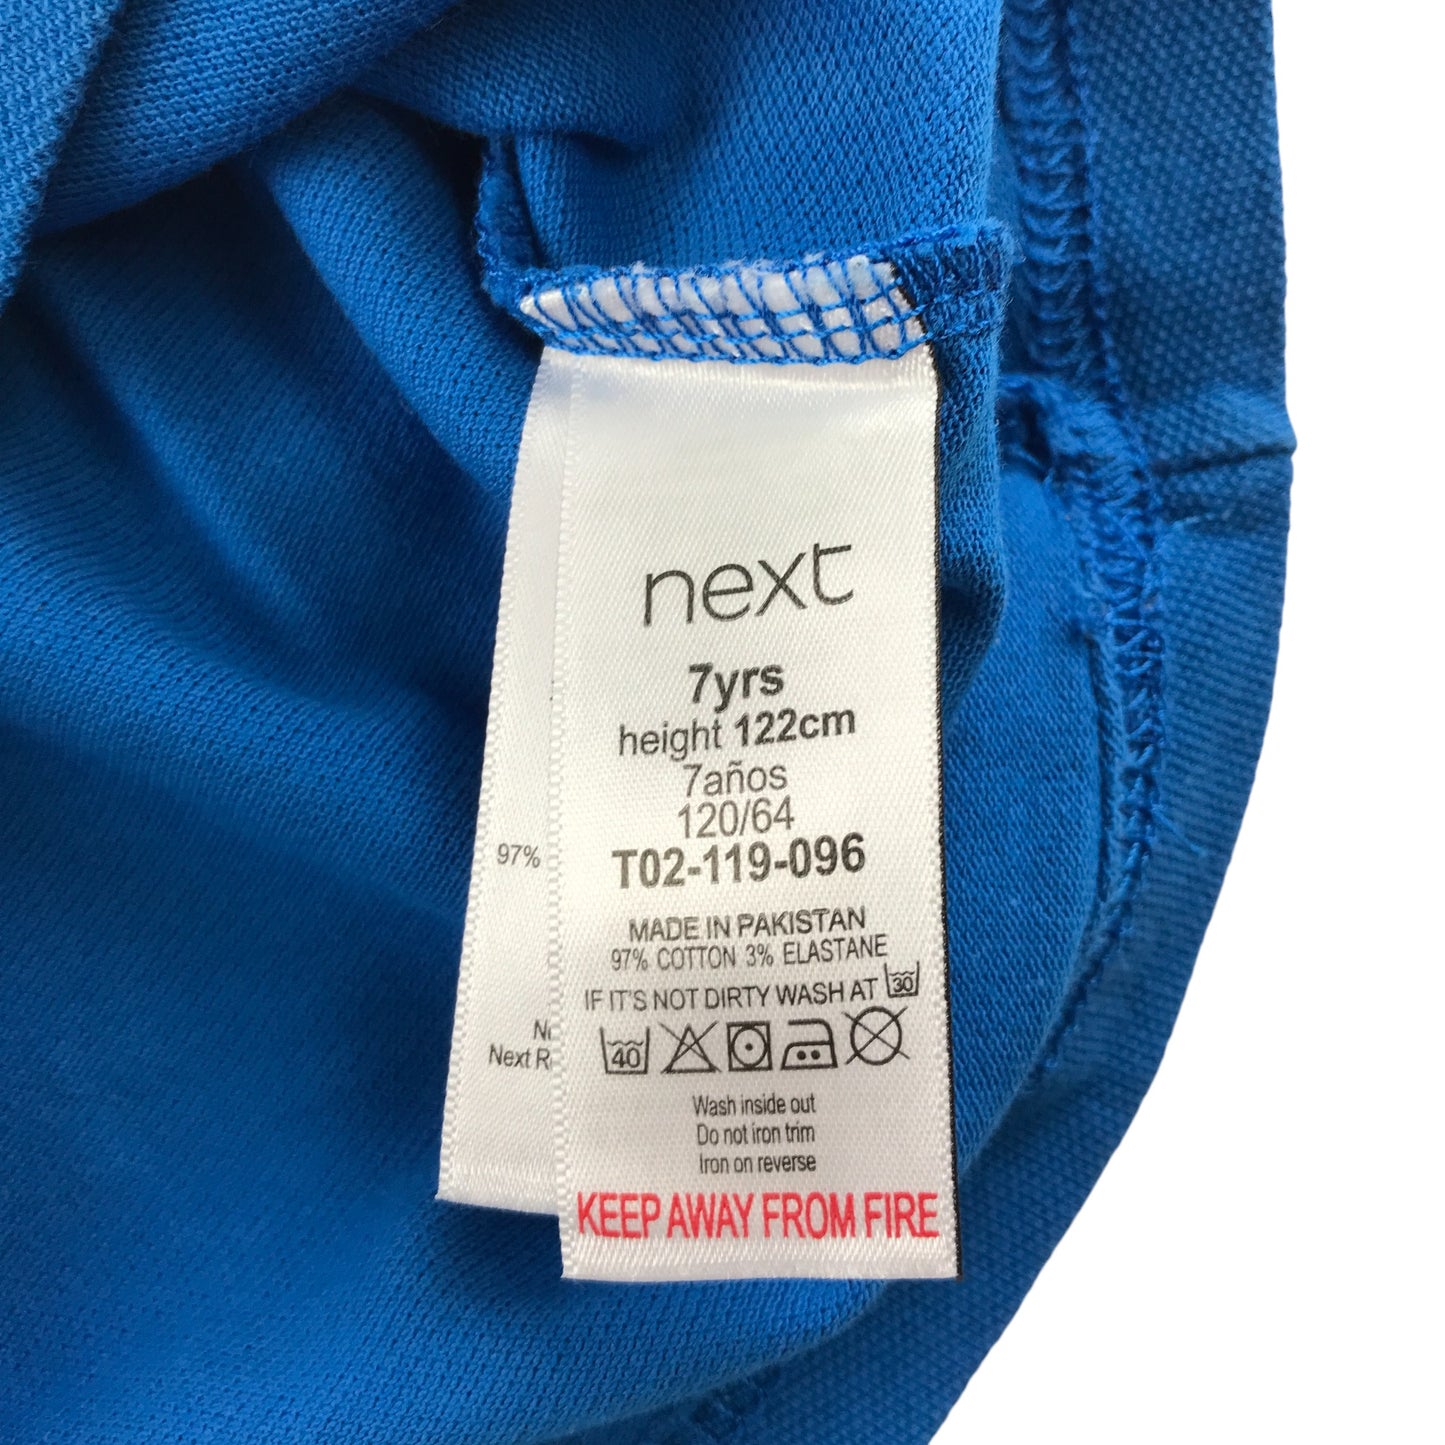 next
7yrs
height 122cm
7años
120/64
T02-119-096
MADE IN PAKISTAN
97% COTTON 3% ELASTANE
IF IT'S NOT DIRTY WASH AT 30
40
Wash inside out
Do not iron trim
Iron on reverse
KEEP AWAY FROM FIRE
97%
Next R